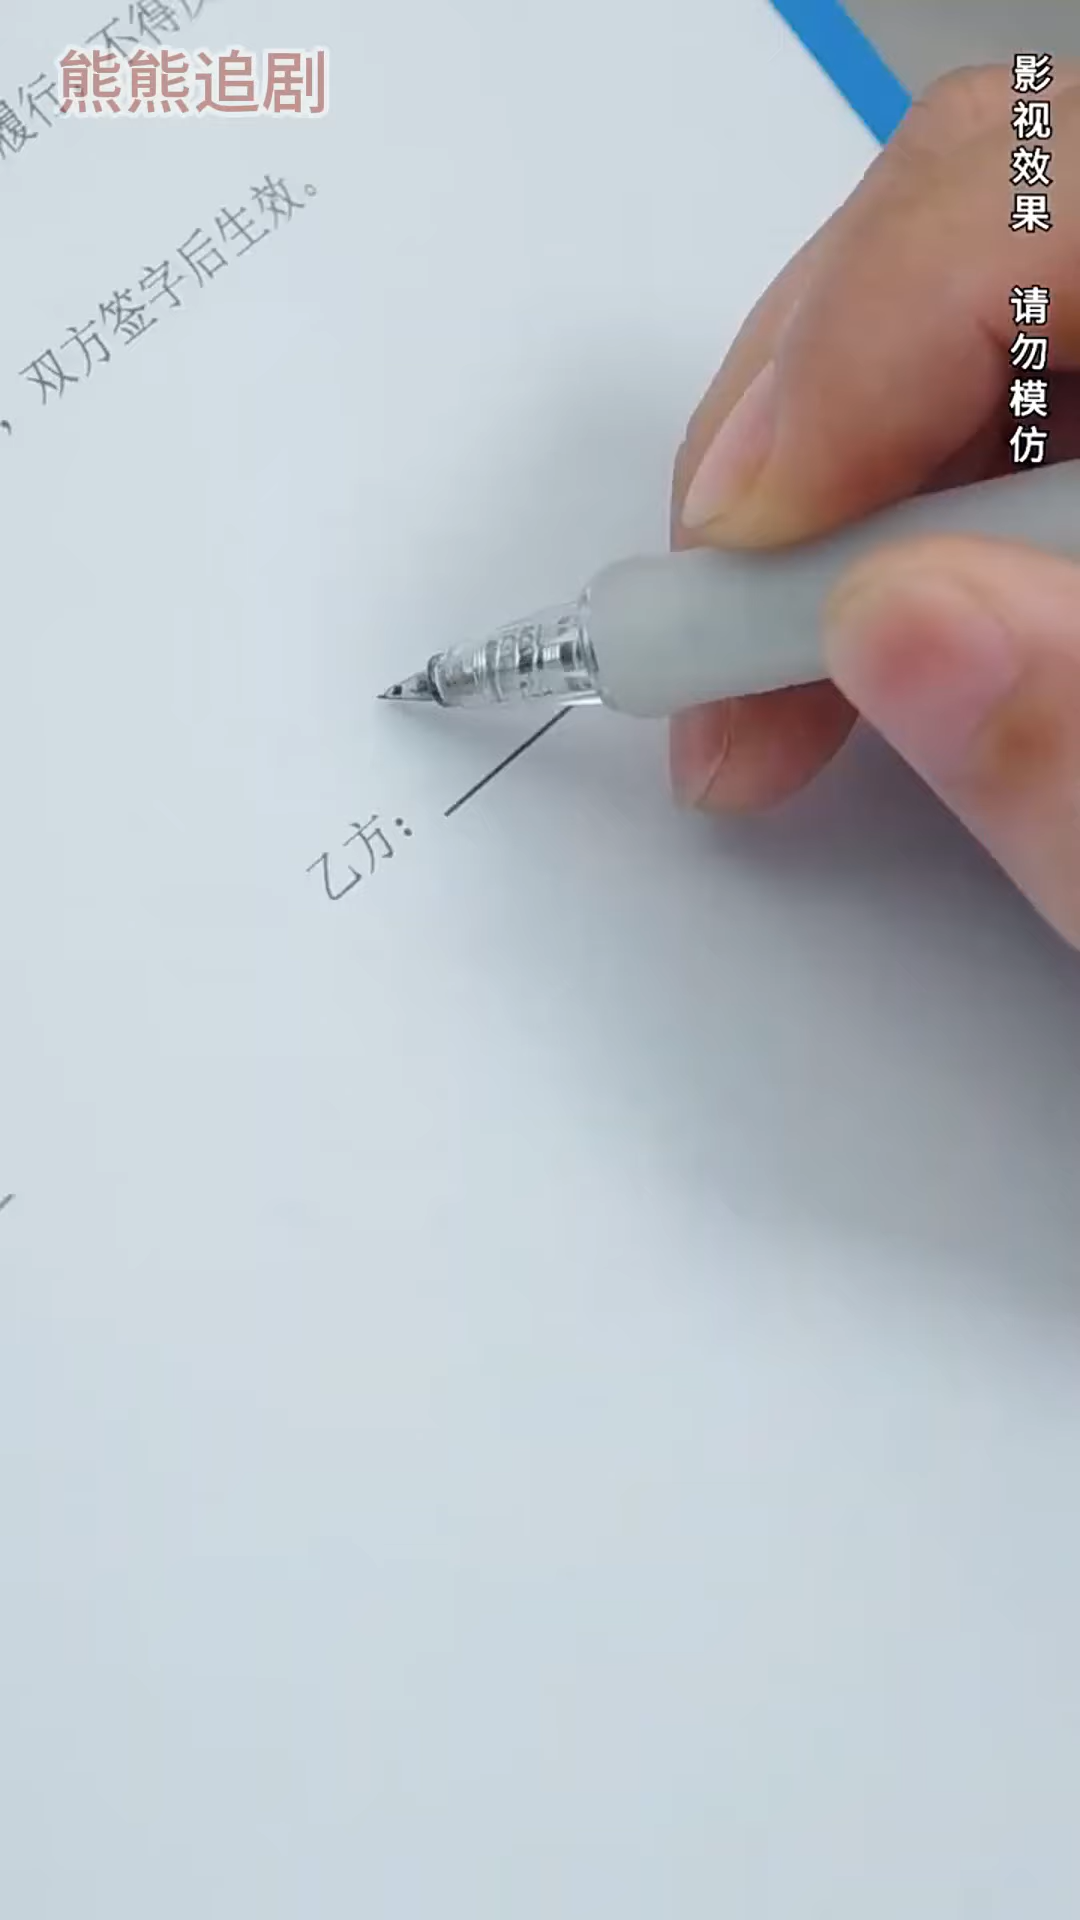 熊熊追剧
影视效果 请勿模仿
履行,不得
,双方签字后生效。
乙方: